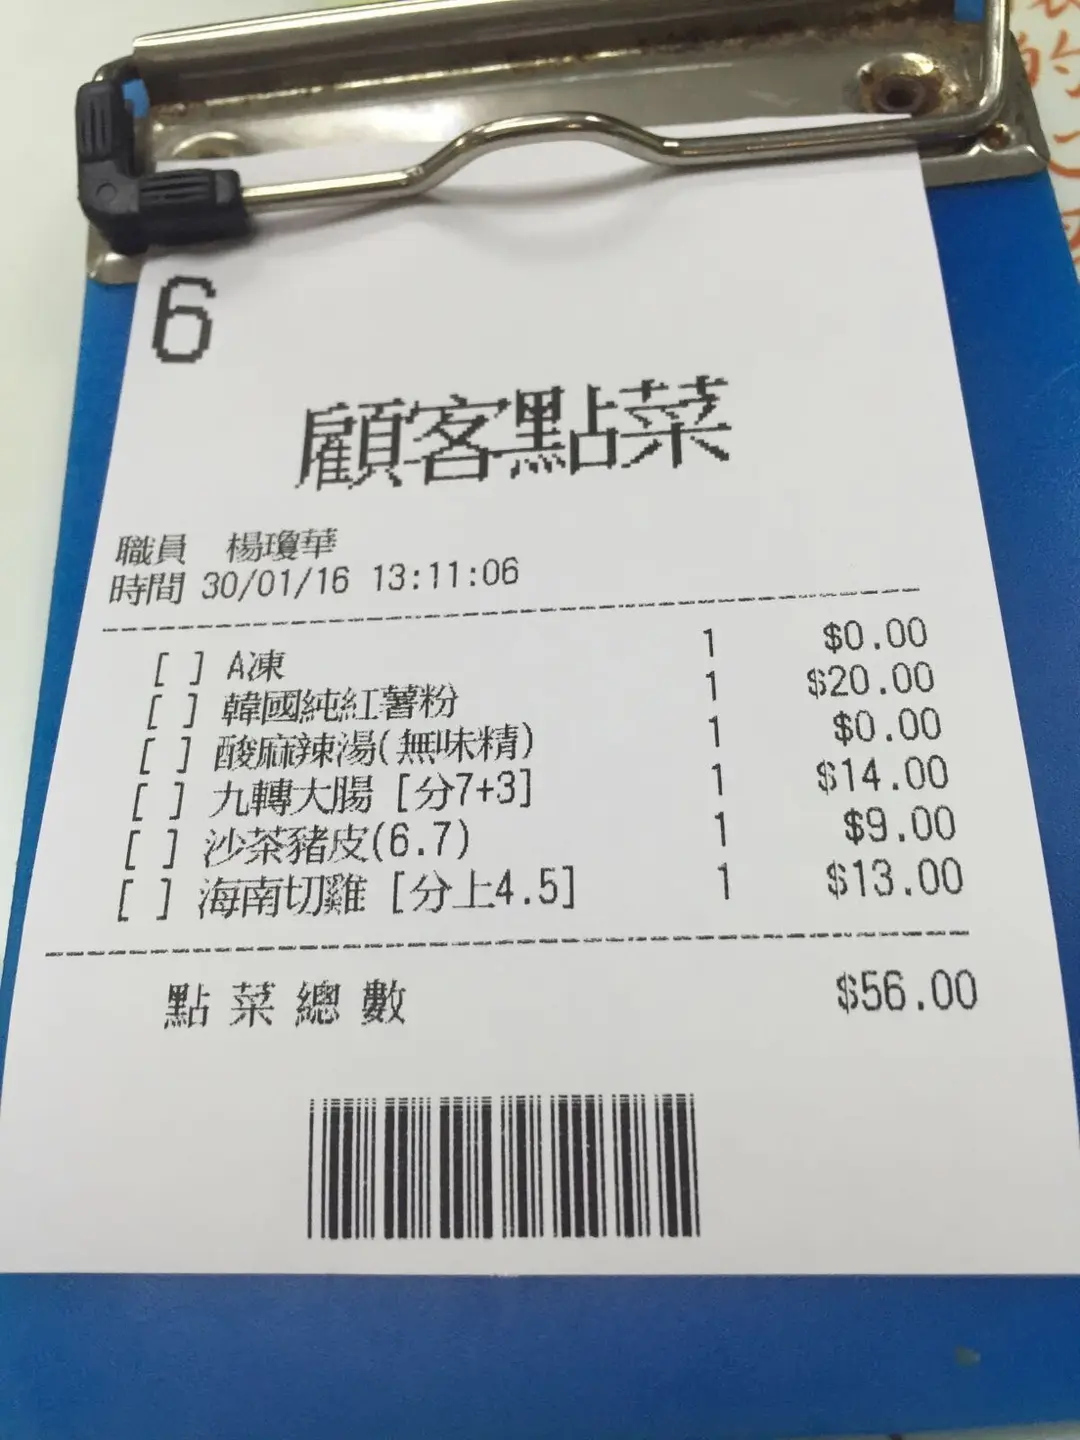 6
顧客點菜
職員 楊瓊華
時間 30/01/16 13:11:06
[ ] A凍 1 $0.00
[ ] 韓國純紅薯粉 1 $20.00
[ ] 酸麻辣湯(無味精) 1 $0.00
[ ] 九轉大腸 [分7+3] 1 $14.00
[ ] 沙茶豬皮(6.7) 1 $9.00
[ ] 海南切雞 [分上4.5] 1 $13.00
點菜總數 $56.00